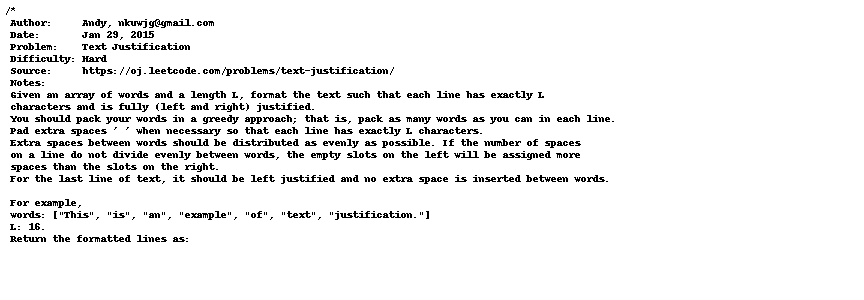 /*
Author:     Andy, nkuwjg@gmail.com
Date:       Jan 29, 2015
Problem:    Text Justification
Difficulty: Hard
Source:     https://oj.leetcode.com/problems/text-justification/
Notes:
Given an array of words and a length L, format the text such that each line has exactly L
characters and is fully (left and right) justified.
You should pack your words in a greedy approach; that is, pack as many words as you can in each line.
Pad extra spaces ' ' when necessary so that each line has exactly L characters.
Extra spaces between words should be distributed as evenly as possible. If the number of spaces
on a line do not divide evenly between words, the empty slots on the left will be assigned more
spaces than the slots on the right.
For the last line of text, it should be left justified and no extra space is inserted between words.
For example,
words: ["This", "is", "an", "example", "of", "text", "justification."]
L: 16.
Return the formatted lines as: